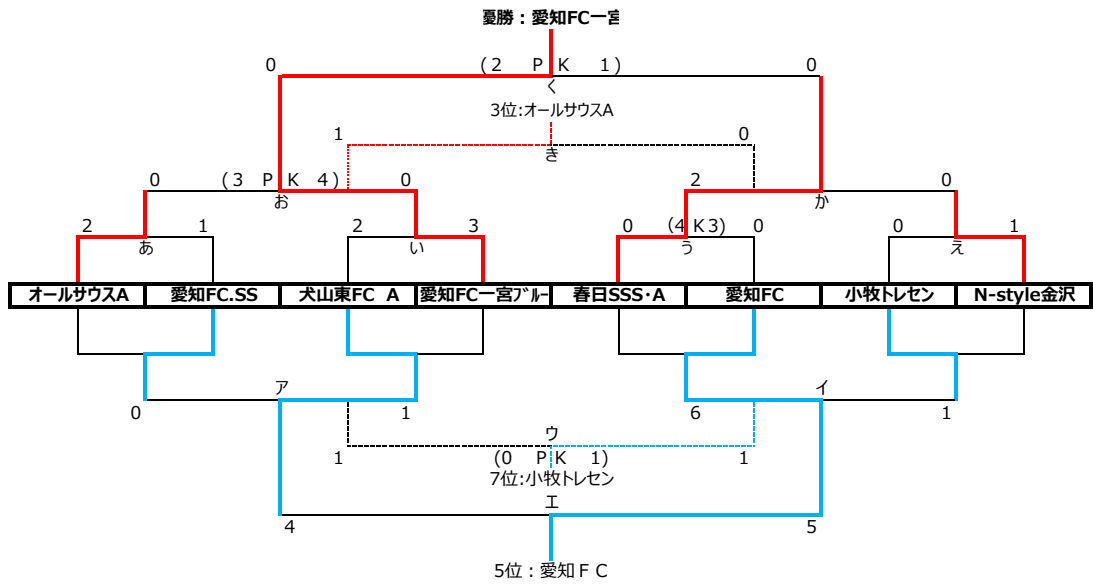 優勝：愛知FC一宮
0 (2 PK 1) 0
く
3位:オールサウスA
1 0
き
0 (3 PK 4) 0 2 0
お か
2 1 2 3 0 (4 K3) 0 0 1
あ い う え
オールサウスA 愛知FC.SS 犬山東FC A 愛知FC一宮ﾌﾞﾙｰ 春日SSS・A 愛知FC 小牧トレセン N-style金沢
ア イ
0 1 6 1
ウ
1 (0 PK 1) 1
7位:小牧トレセン
エ
4 5
5位：愛知ＦＣ